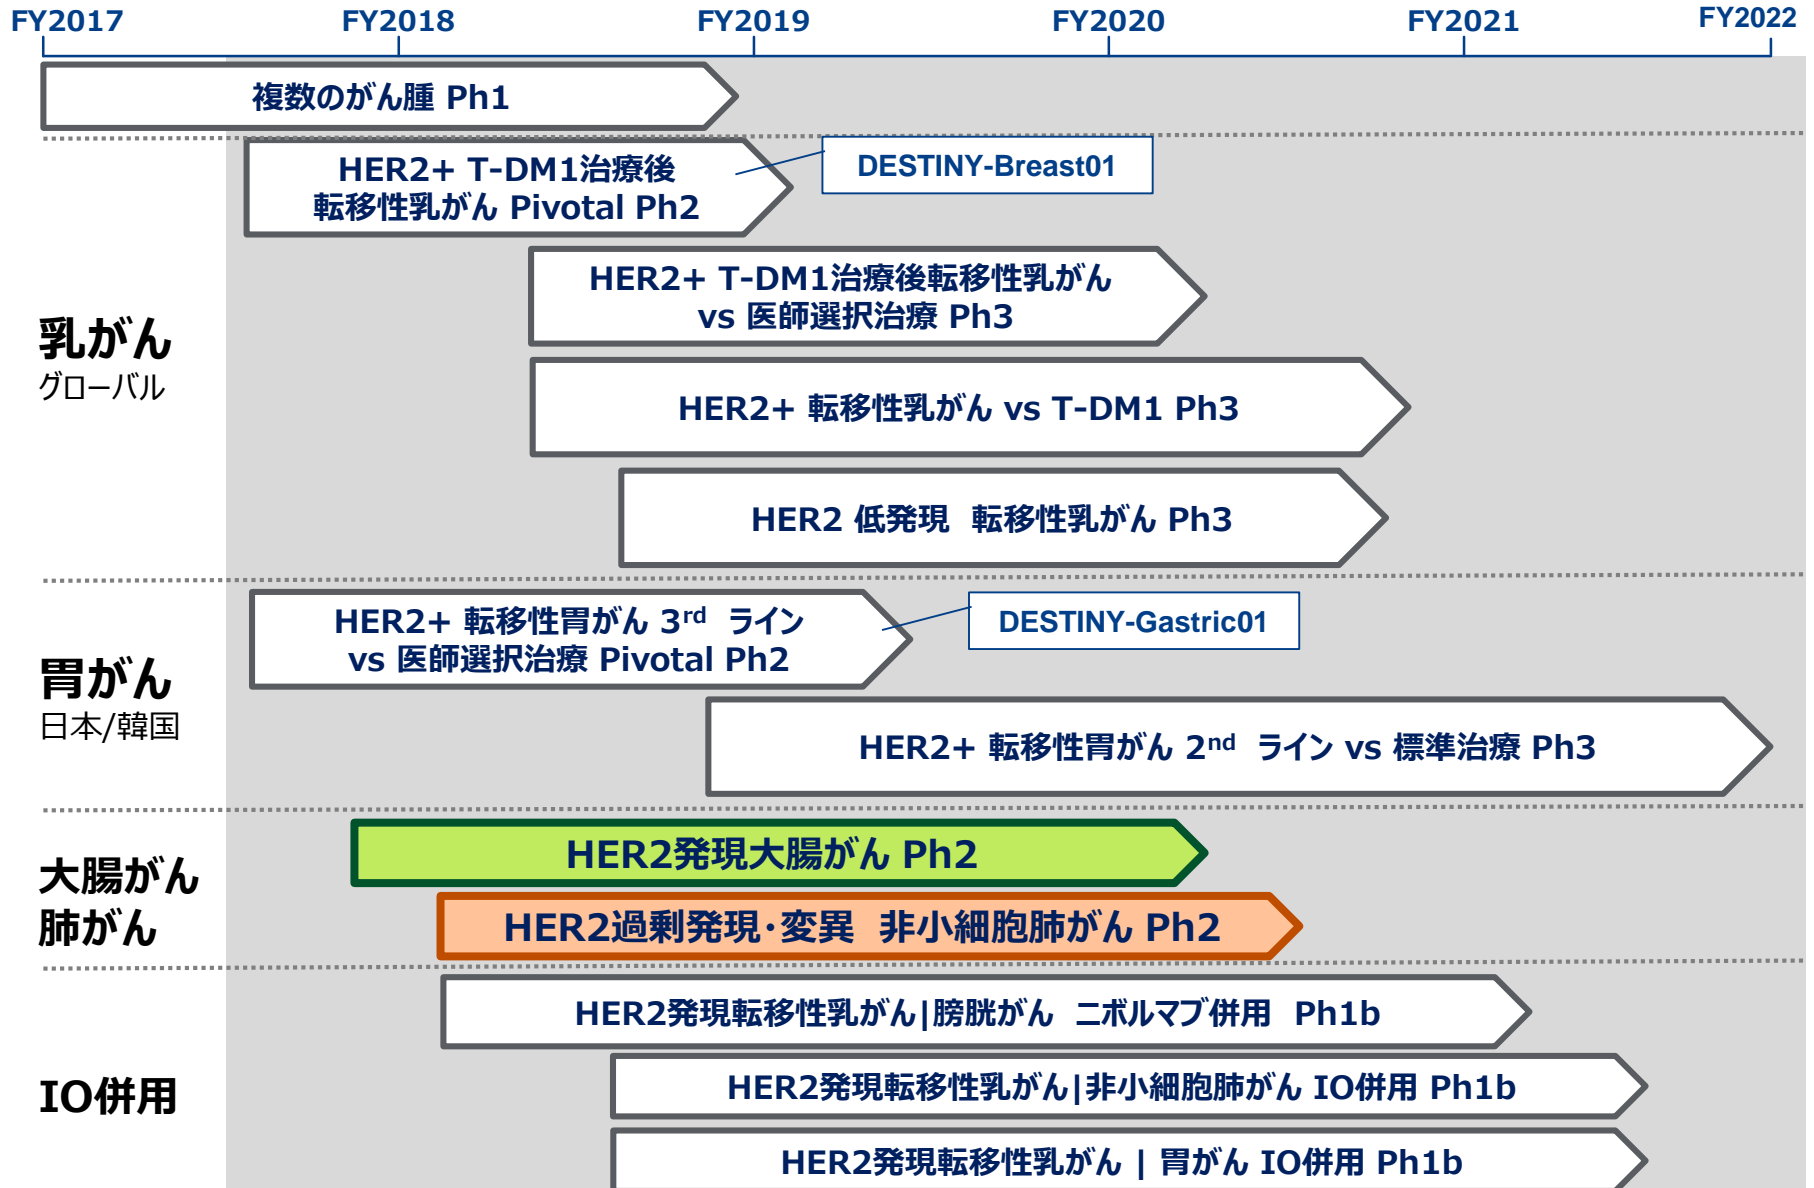 FY2017 FY2018 FY2019 FY2020 FY2021 FY2022
複数のがん腫 Ph1
乳がん
グローバル
HER2+ T-DM1治療後
転移性乳がん Pivotal Ph2
DESTINY-Breast01
HER2+ T-DM1治療後転移性乳がん
vs 医師選択治療 Ph3
HER2+ 転移性乳がん vs T-DM1 Ph3
HER2 低発現 転移性乳がん Ph3
胃がん
日本/韓国
HER2+ 転移性胃がん 3rd ライン
vs 医師選択治療 Pivotal Ph2
DESTINY-Gastric01
HER2+ 転移性胃がん 2nd ライン vs 標準治療 Ph3
大腸がん
肺がん
HER2発現大腸がん Ph2
HER2過剰発現・変異 非小細胞肺がん Ph2
IO併用
HER2発現転移性乳がん|膀胱がん ニボルマブ併用 Ph1b
HER2発現転移性乳がん|非小細胞肺がん IO併用 Ph1b
HER2発現転移性乳がん | 胃がん IO併用 Ph1b